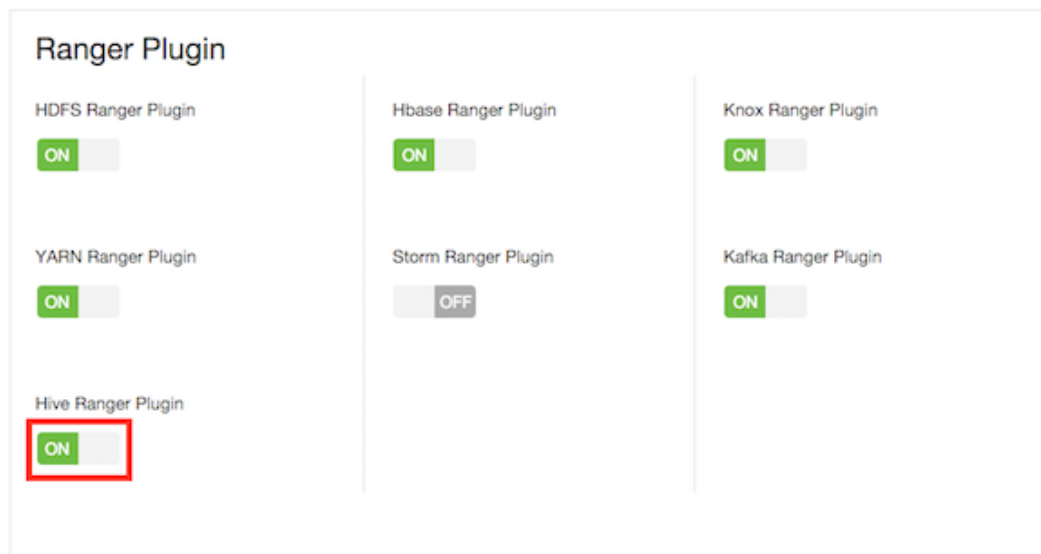 Ranger Plugin
HDFS Ranger Plugin
Hbase Ranger Plugin
Knox Ranger Plugin
ON
ON
ON
YARN Ranger Plugin
Storm Ranger Plugin
Kafka Ranger Plugin
ON
OFF
ON
Hive Ranger Plugin
ON